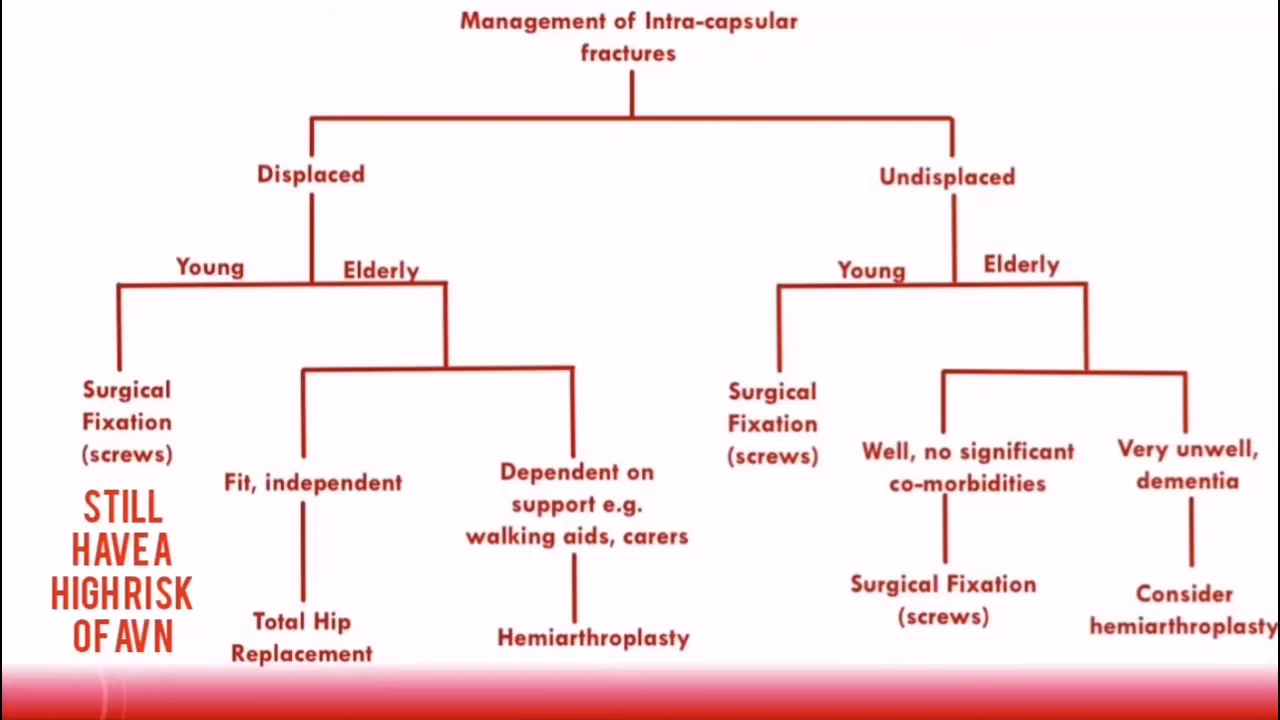 Management of Intra-capsular
fractures
Displaced
Undisplaced
Young
Elderly
Young
Elderly
Surgical
Fixation
(screws)
STILL
HAVE A
HIGH RISK
OF AVN
Fit, independent
Total Hip
Replacement
Dependent on
support e.g.
walking aids, carers
Hemiarthroplasty
Surgical
Fixation
(screws)
Well, no significant
co-morbidities
Surgical Fixation
(screws)
Very unwell,
dementia
Consider
hemiarthroplasty